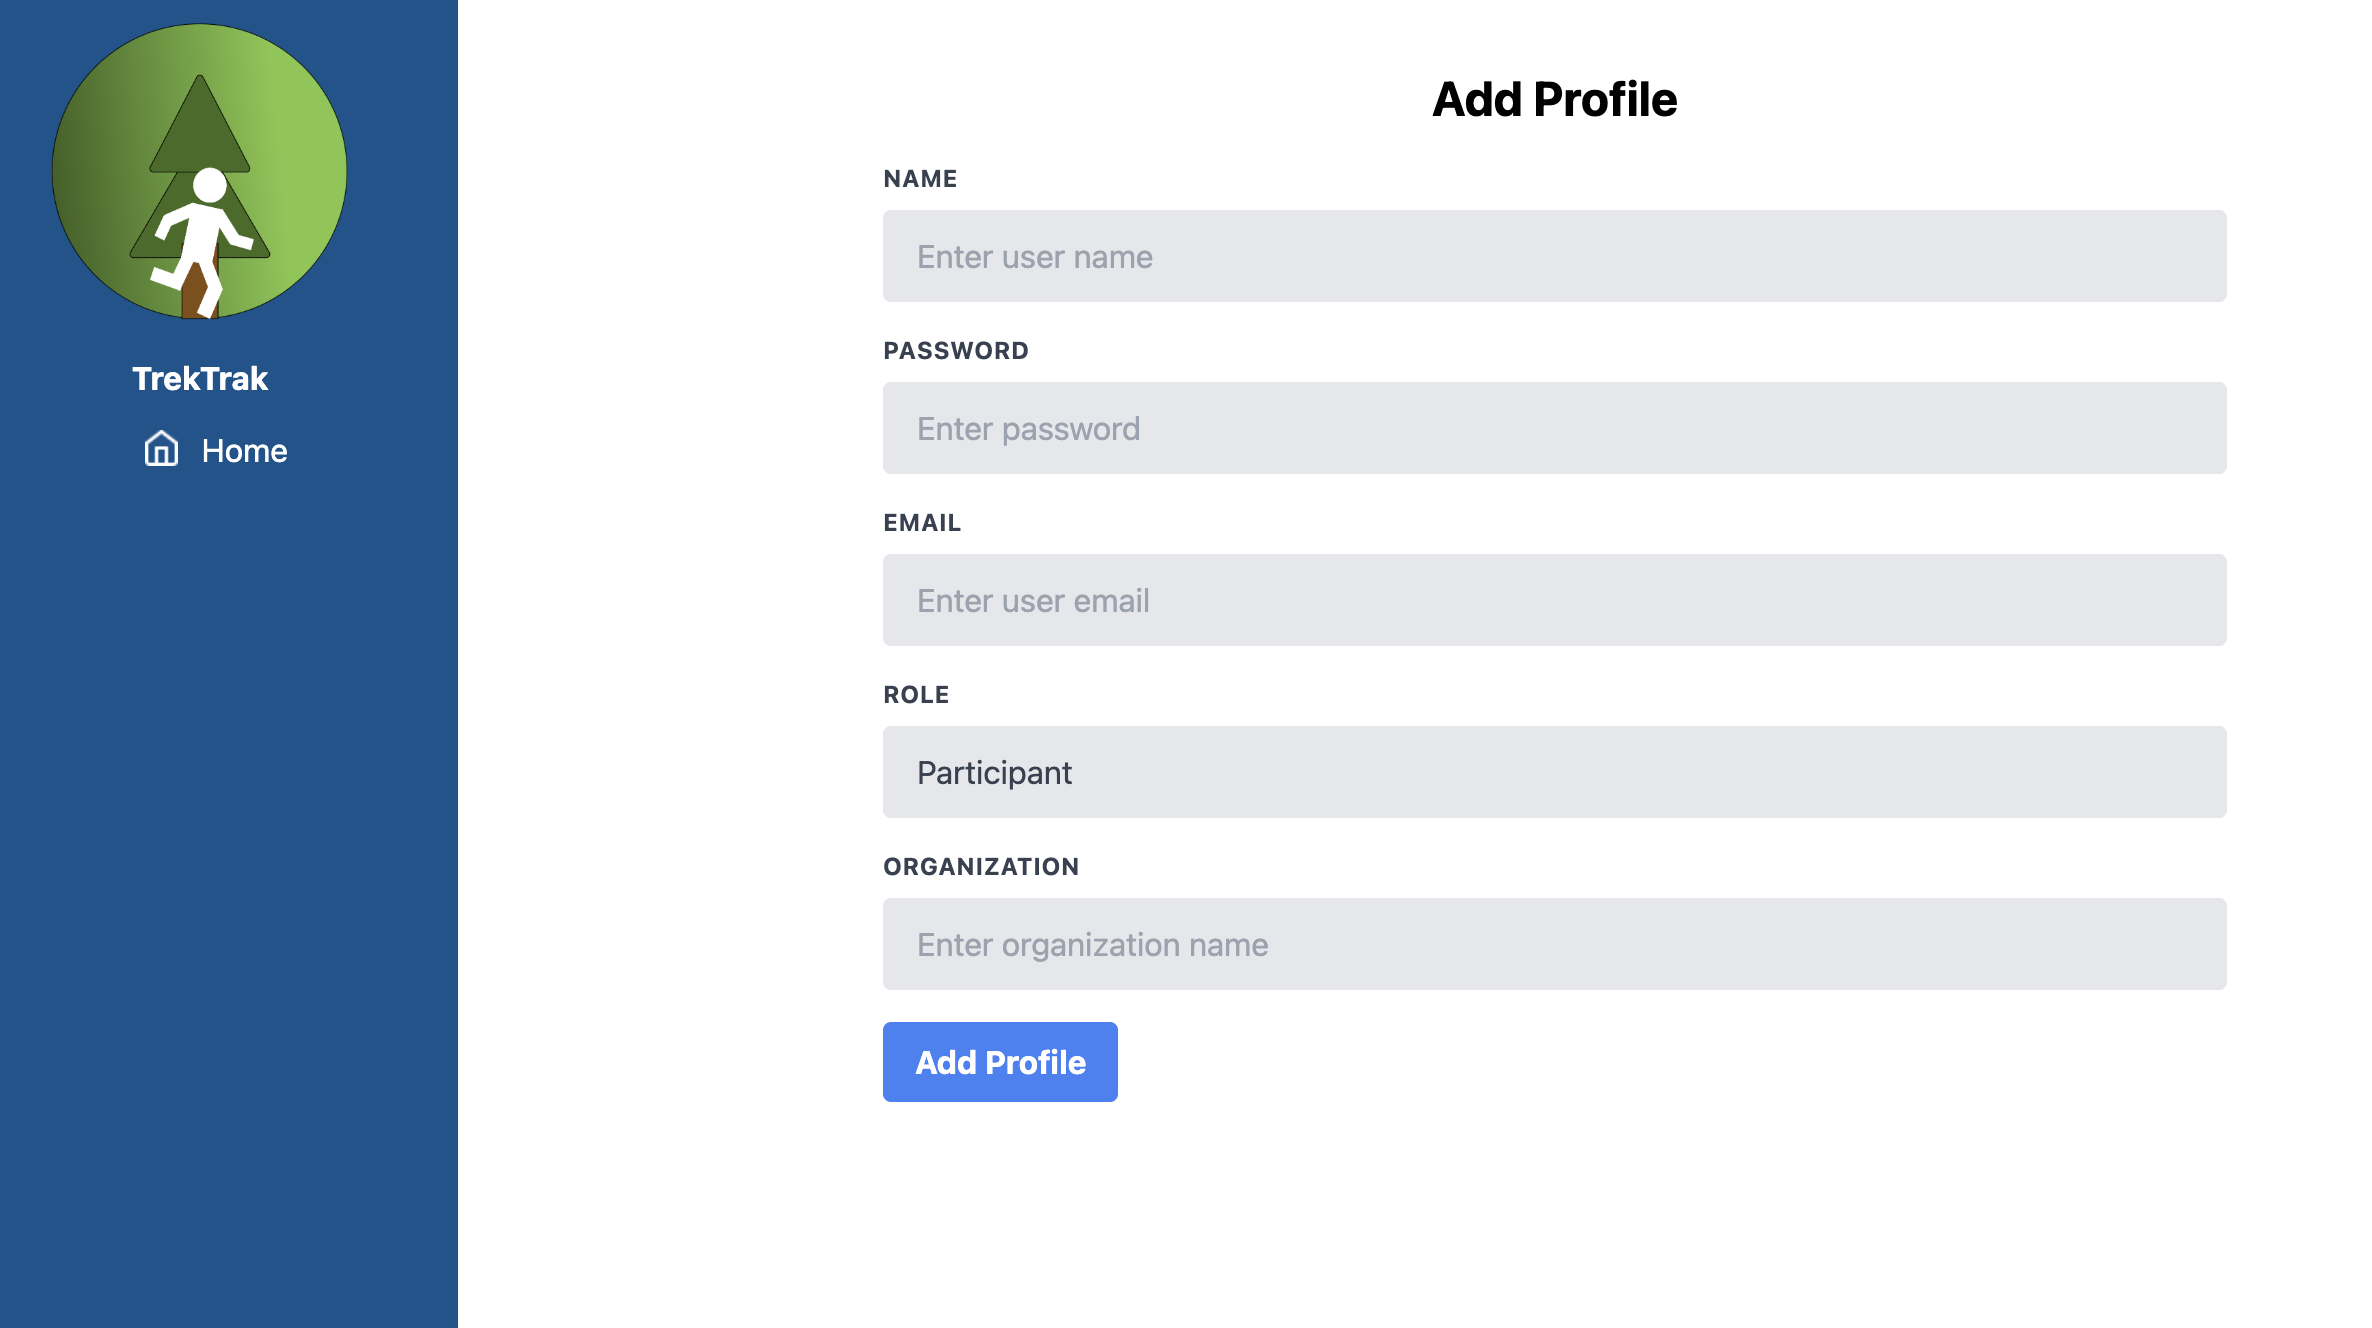 TrekTrak
Home
Add Profile
NAME
Enter user name
PASSWORD
Enter password
EMAIL
Enter user email
ROLE
Participant
ORGANIZATION
Enter organization name
Add Profile